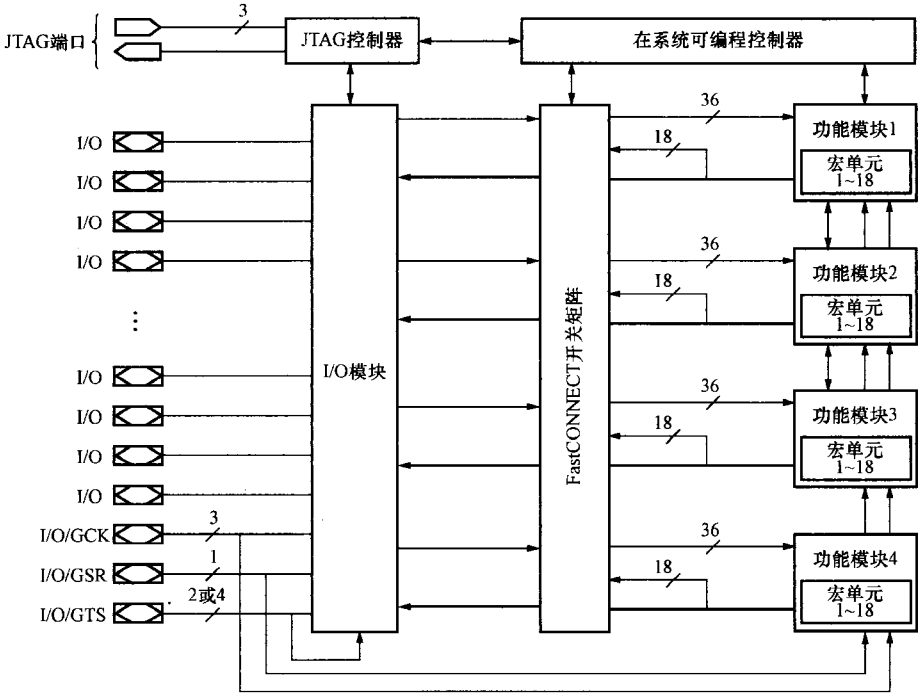 JTAG端口
3
JTAG控制器
在系统可编程控制器
36
18
功能模块1
宏单元
1~18
I/O
I/O
I/O
I/O
36
18
功能模块2
宏单元
1~18
⋮
I/O模块
FastCONNECT开关矩阵
I/O
I/O
I/O
I/O
36
18
功能模块3
宏单元
1~18
I/O/GCK
3
I/O/GSR
1
I/O/GTS
2或4
36
18
功能模块4
宏单元
1~18